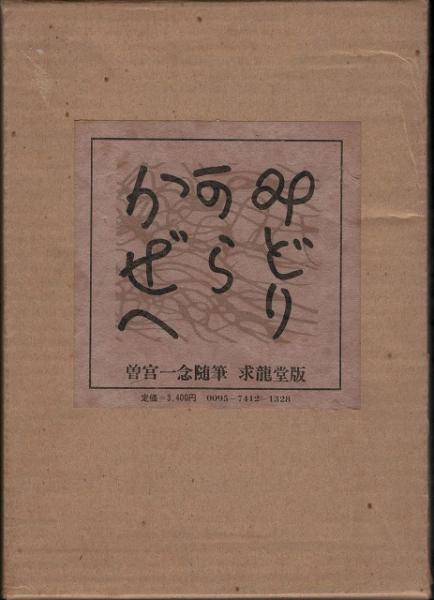 みどり
から
かぜへ
曽宮一念随筆 求龍堂版
定価=3,400円 0095-7412-1328